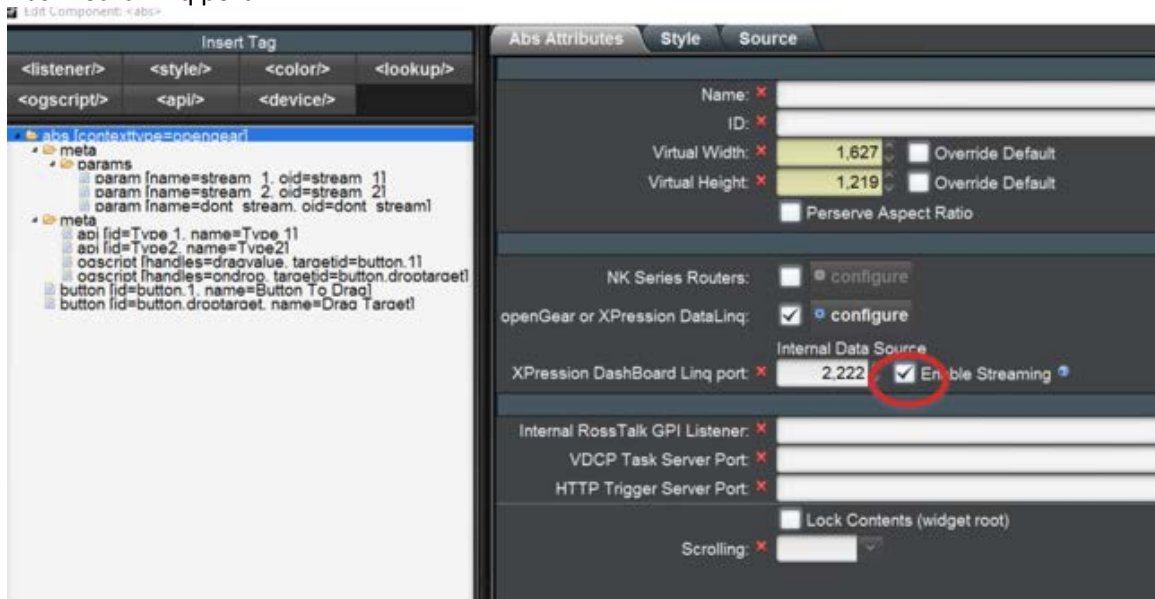 Edit Component: <abs>
Insert Tag
<listener/> <style/> <color/> <lookup/>
<ogscript/> <api/> <device/>
abs [contexttype=opengear]
meta
params
param [name=stream_1, oid=stream_1]
param [name=stream_2, oid=stream_2]
param [name=dont_stream, oid=dont_stream]
meta
api [id=Type_1, name=Type_1]
api [id=Type2, name=Type2]
ogscript [handles=dragvalue, targetid=button.1]
ogscript [handles=ondrop, targetid=button.droptarget]
button [id=button.1, name=Button To Drag]
button [id=button.droptarget, name=Drag Target]
Abs Attributes Style Source
Name:
ID:
Virtual Width: 1,627 Override Default
Virtual Height: 1,219 Override Default
Perserve Aspect Ratio
NK Series Routers: configure
openGear or XPression DataLinq: configure
Internal Data Source
XPression DashBoard Linq port: 2,222 Enable Streaming
Internal RossTalk GPI Listener:
VDCP Task Server Port:
HTTP Trigger Server Port:
Lock Contents (widget root)
Scrolling: